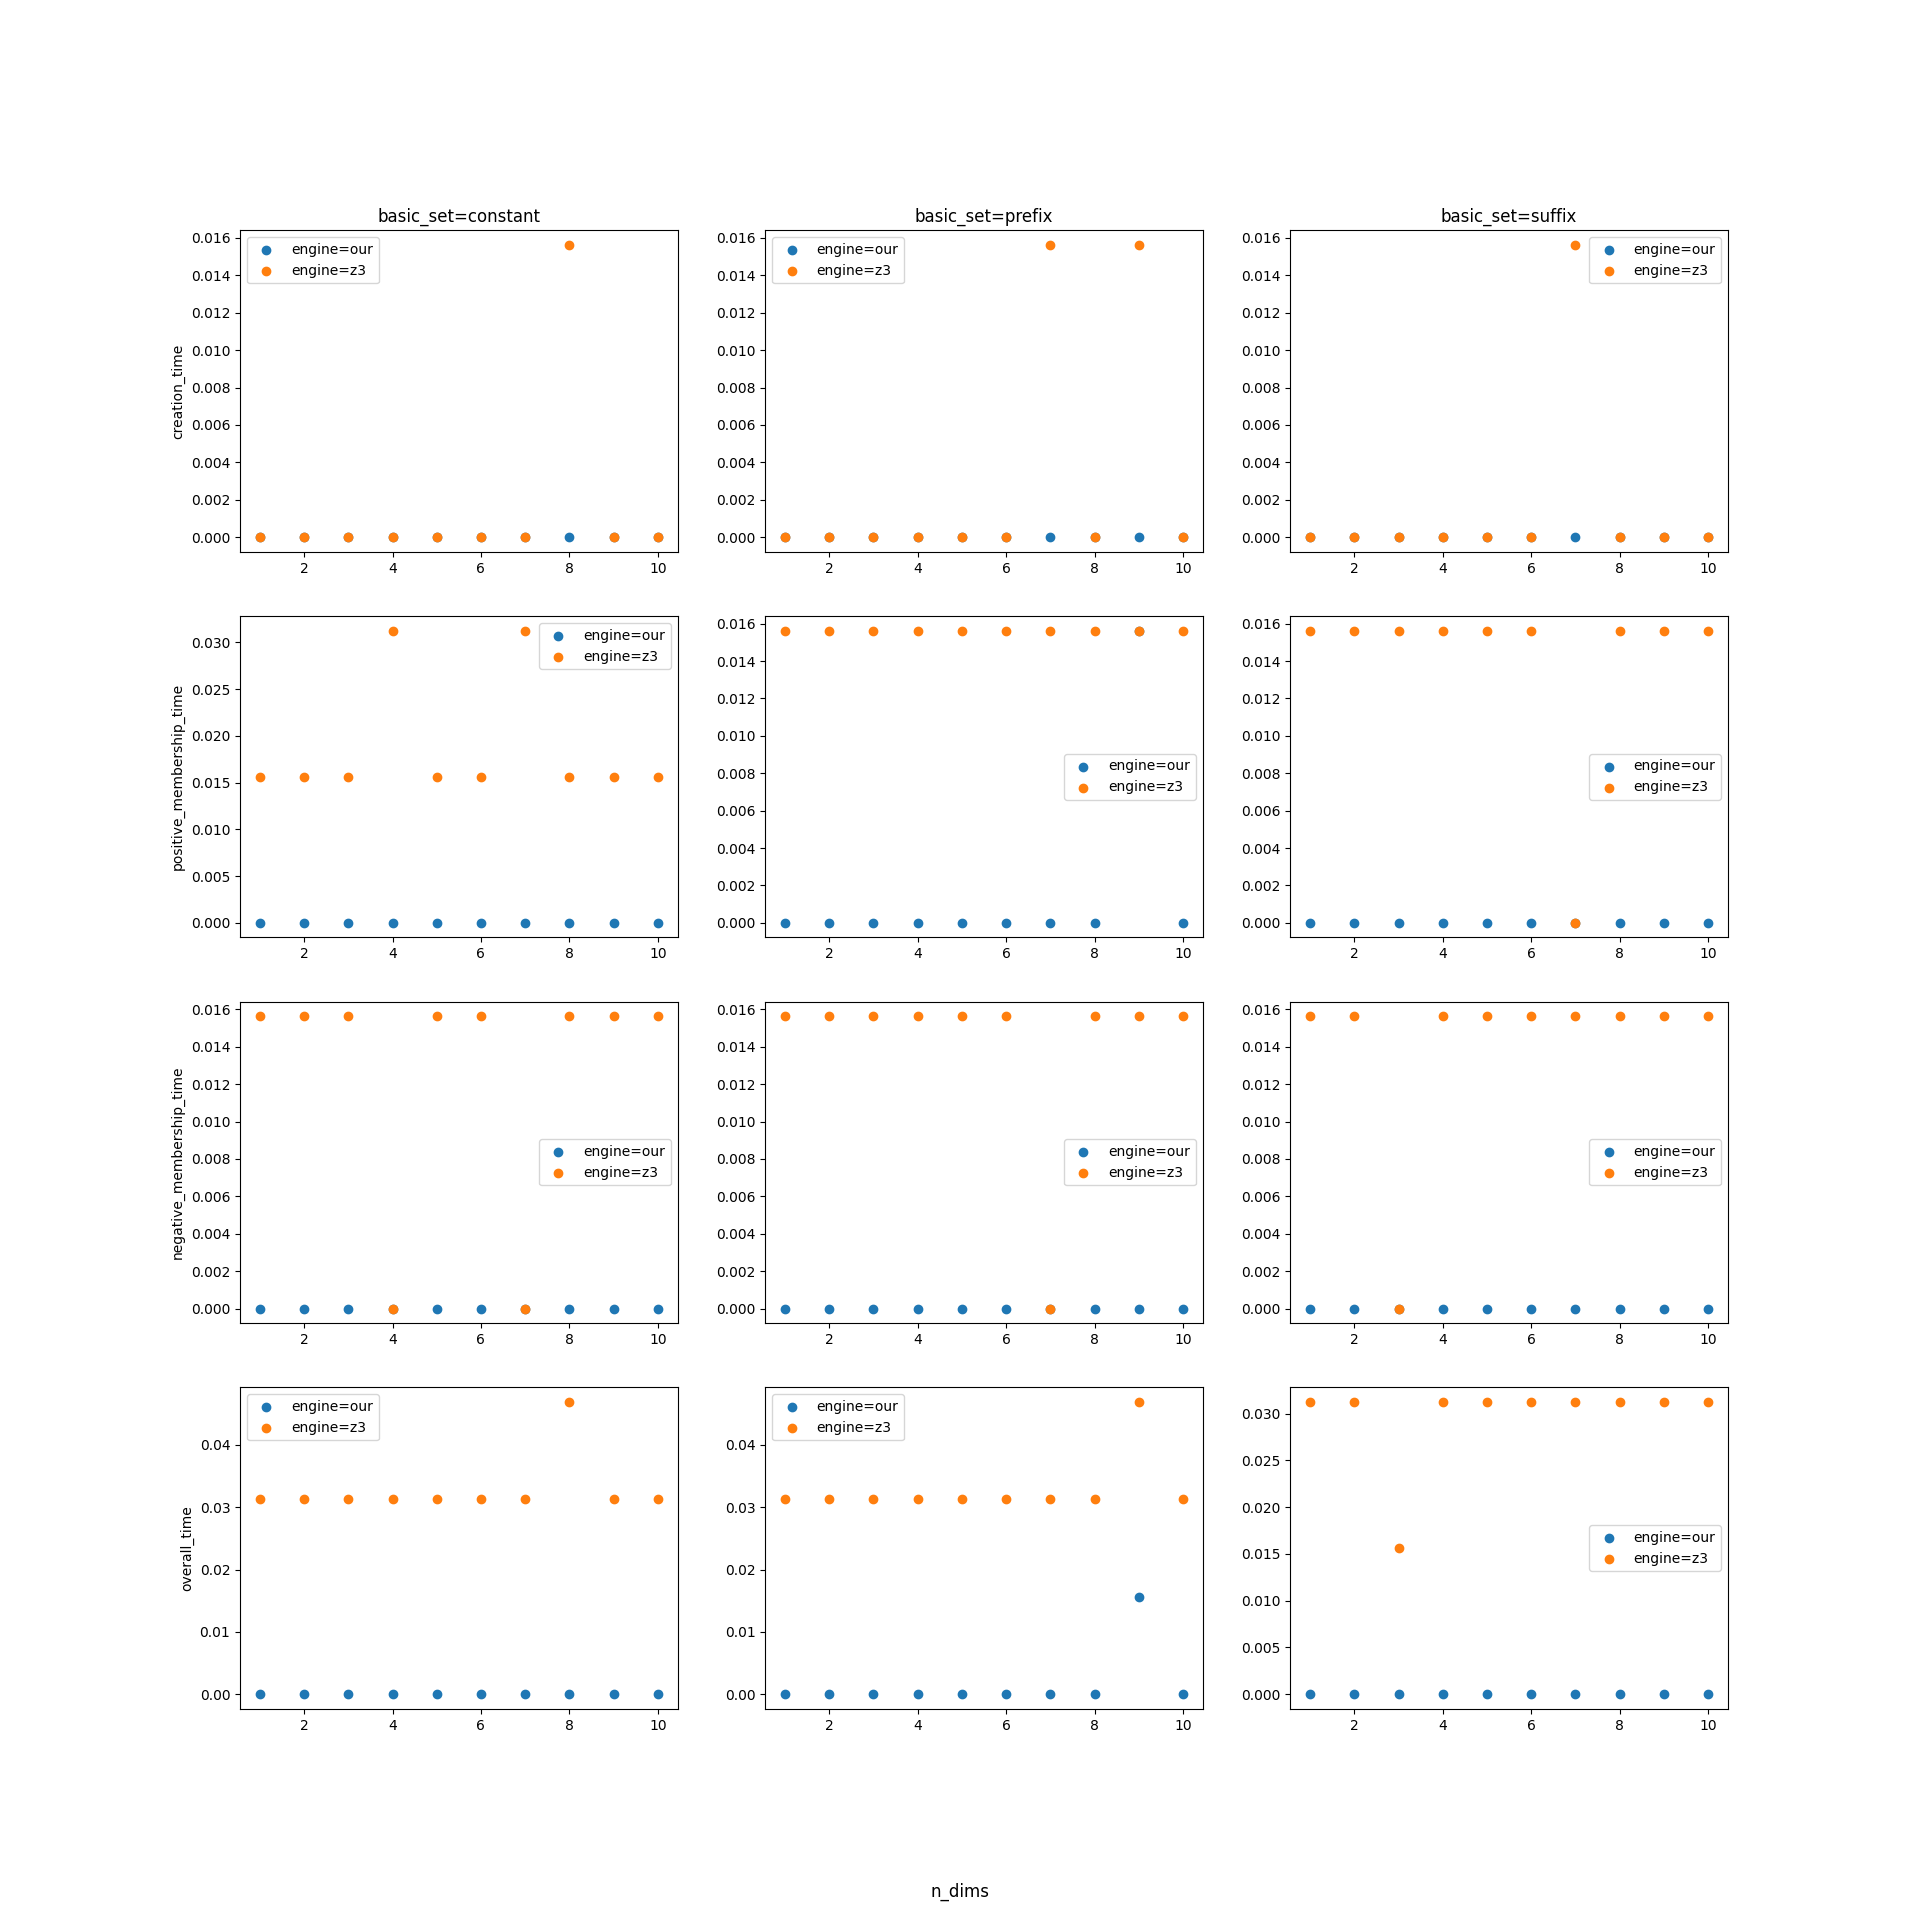 basic_set=constant
basic_set=prefix
basic_set=suffix
creation_time
0.016
0.014
0.012
0.010
0.008
0.006
0.004
0.002
0.000
engine=our
engine=z3
2 4 6 8 10
0.016
0.014
0.012
0.010
0.008
0.006
0.004
0.002
0.000
engine=our
engine=z3
2 4 6 8 10
0.016
0.014
0.012
0.010
0.008
0.006
0.004
0.002
0.000
engine=our
engine=z3
2 4 6 8 10
positive_membership_time
0.030
0.025
0.020
0.015
0.010
0.005
0.000
engine=our
engine=z3
2 4 6 8 10
0.016
0.014
0.012
0.010
0.008
0.006
0.004
0.002
0.000
engine=our
engine=z3
2 4 6 8 10
0.016
0.014
0.012
0.010
0.008
0.006
0.004
0.002
0.000
engine=our
engine=z3
2 4 6 8 10
negative_membership_time
0.016
0.014
0.012
0.010
0.008
0.006
0.004
0.002
0.000
engine=our
engine=z3
2 4 6 8 10
0.016
0.014
0.012
0.010
0.008
0.006
0.004
0.002
0.000
engine=our
engine=z3
2 4 6 8 10
0.016
0.014
0.012
0.010
0.008
0.006
0.004
0.002
0.000
engine=our
engine=z3
2 4 6 8 10
overall_time
0.04
0.03
0.02
0.01
0.00
engine=our
engine=z3
2 4 6 8 10
0.04
0.03
0.02
0.01
0.00
engine=our
engine=z3
2 4 6 8 10
0.030
0.025
0.020
0.015
0.010
0.005
0.000
engine=our
engine=z3
2 4 6 8 10
n_dims